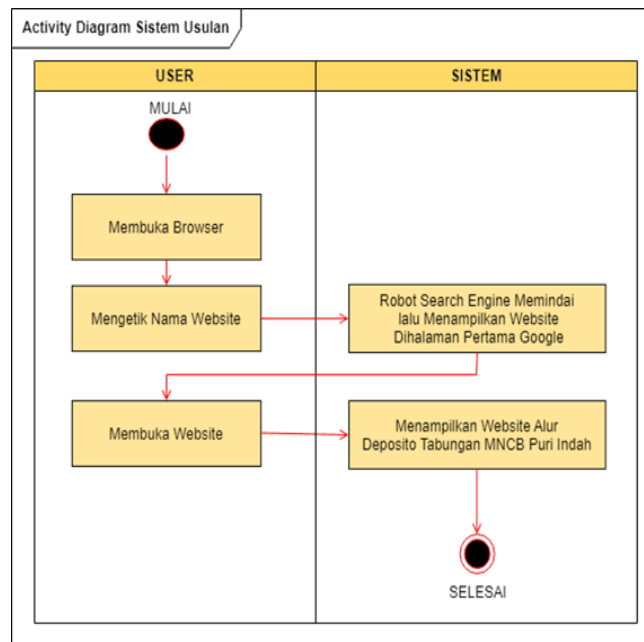 Activity Diagram Sistem Usulan
USER
SISTEM
MULAI
Membuka Browser
Mengetik Nama Website
Robot Search Engine Memindai
lalu Menampilkan Website
Dihalaman Pertama Google
Membuka Website
Menampilkan Website Alur
Deposito Tabungan MNCB Puri Indah
SELESAI